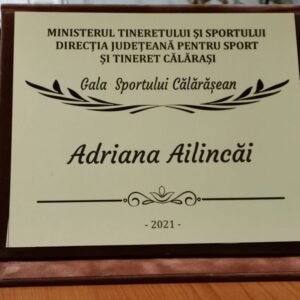 MINISTERUL TINERETULUI ȘI SPORTULUI
DIRECȚIA JUDEȚEANĂ PENTRU SPORT
ȘI TINERET CĂLĂRAȘI
Gala Sportului Călărășean
Adriana Ailincăi
- 2021 -